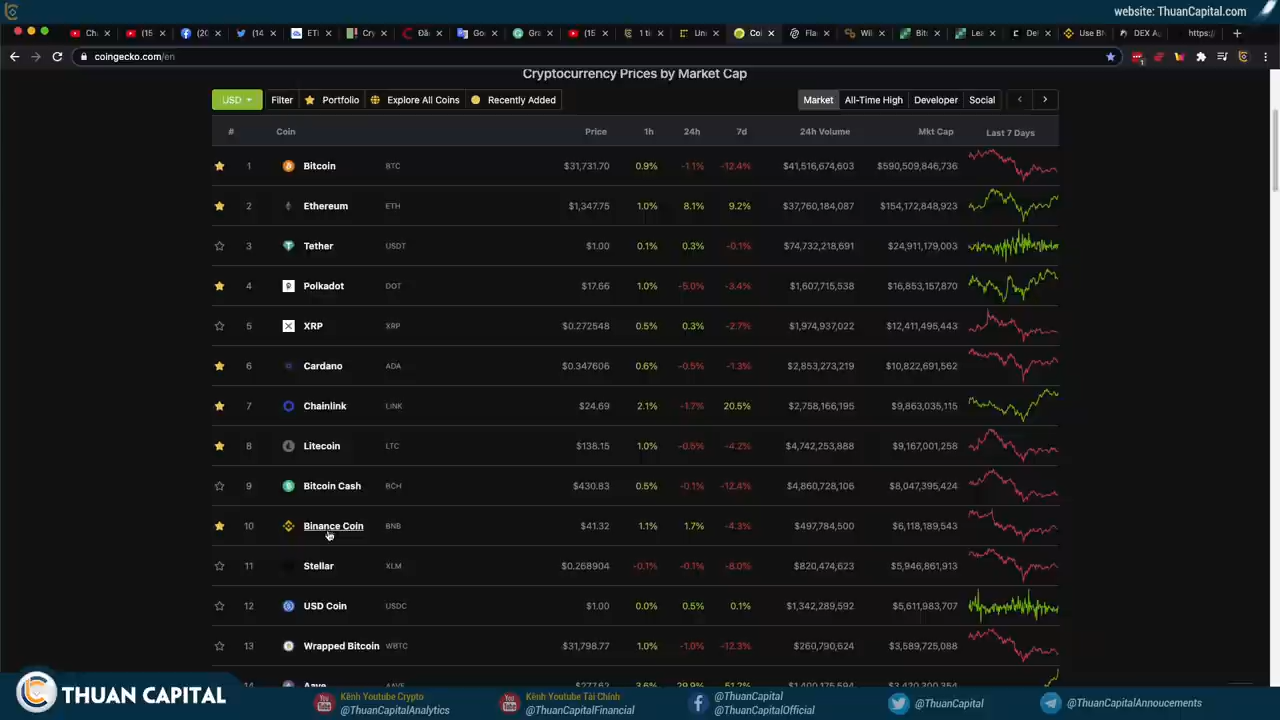 website: ThuanCapital.com
coingecko.com/en
Cryptocurrency Prices by Market Cap
USD Filter Portfolio Explore All Coins Recently Added Market All-Time High Developer Social
# Coin Price 1h 24h 7d 24h Volume Mkt Cap Last 7 Days
1 Bitcoin BTC $31,731.70 0.9% -1.1% -12.4% $41,516,674,603 $590,509,846,736
2 Ethereum ETH $1,347.75 1.0% 8.1% 9.2% $37,760,184,087 $154,172,848,923
3 Tether USDT $1.00 0.1% 0.3% -0.1% $74,732,218,691 $24,911,179,003
4 Polkadot DOT $17.66 1.0% -5.0% -3.4% $1,607,715,538 $16,853,157,870
5 XRP XRP $0.272548 0.5% 0.3% -2.7% $1,974,937,022 $12,411,495,443
6 Cardano ADA $0.347606 0.6% -0.5% -1.3% $2,853,273,219 $10,822,691,562
7 Chainlink LINK $24.69 2.1% -1.7% 20.5% $2,758,166,195 $9,863,035,115
8 Litecoin LTC $138.15 1.0% -0.5% -4.2% $4,742,253,888 $9,167,001,258
9 Bitcoin Cash BCH $430.83 0.5% -0.1% -12.4% $4,860,728,106 $8,047,395,424
10 Binance Coin BNB $41.32 1.1% 1.7% -4.3% $497,784,500 $6,118,189,543
11 Stellar XLM $0.268904 -0.1% -0.1% -8.0% $820,474,623 $5,946,861,913
12 USD Coin USDC $1.00 0.0% 0.5% 0.1% $1,342,289,592 $5,611,983,707
13 Wrapped Bitcoin WBTC $31,798.77 1.0% -1.0% -12.3% $260,790,624 $3,589,725,088
THUAN CAPITAL
Kênh Youtube Crypto
@ThuanCapitalAnalytics
Kênh Youtube Tài Chính
@ThuanCapitalFinancial
@ThuanCapital
@ThuanCapitalOfficial
@ThuanCapital
@ThuanCapitalAnnoucements